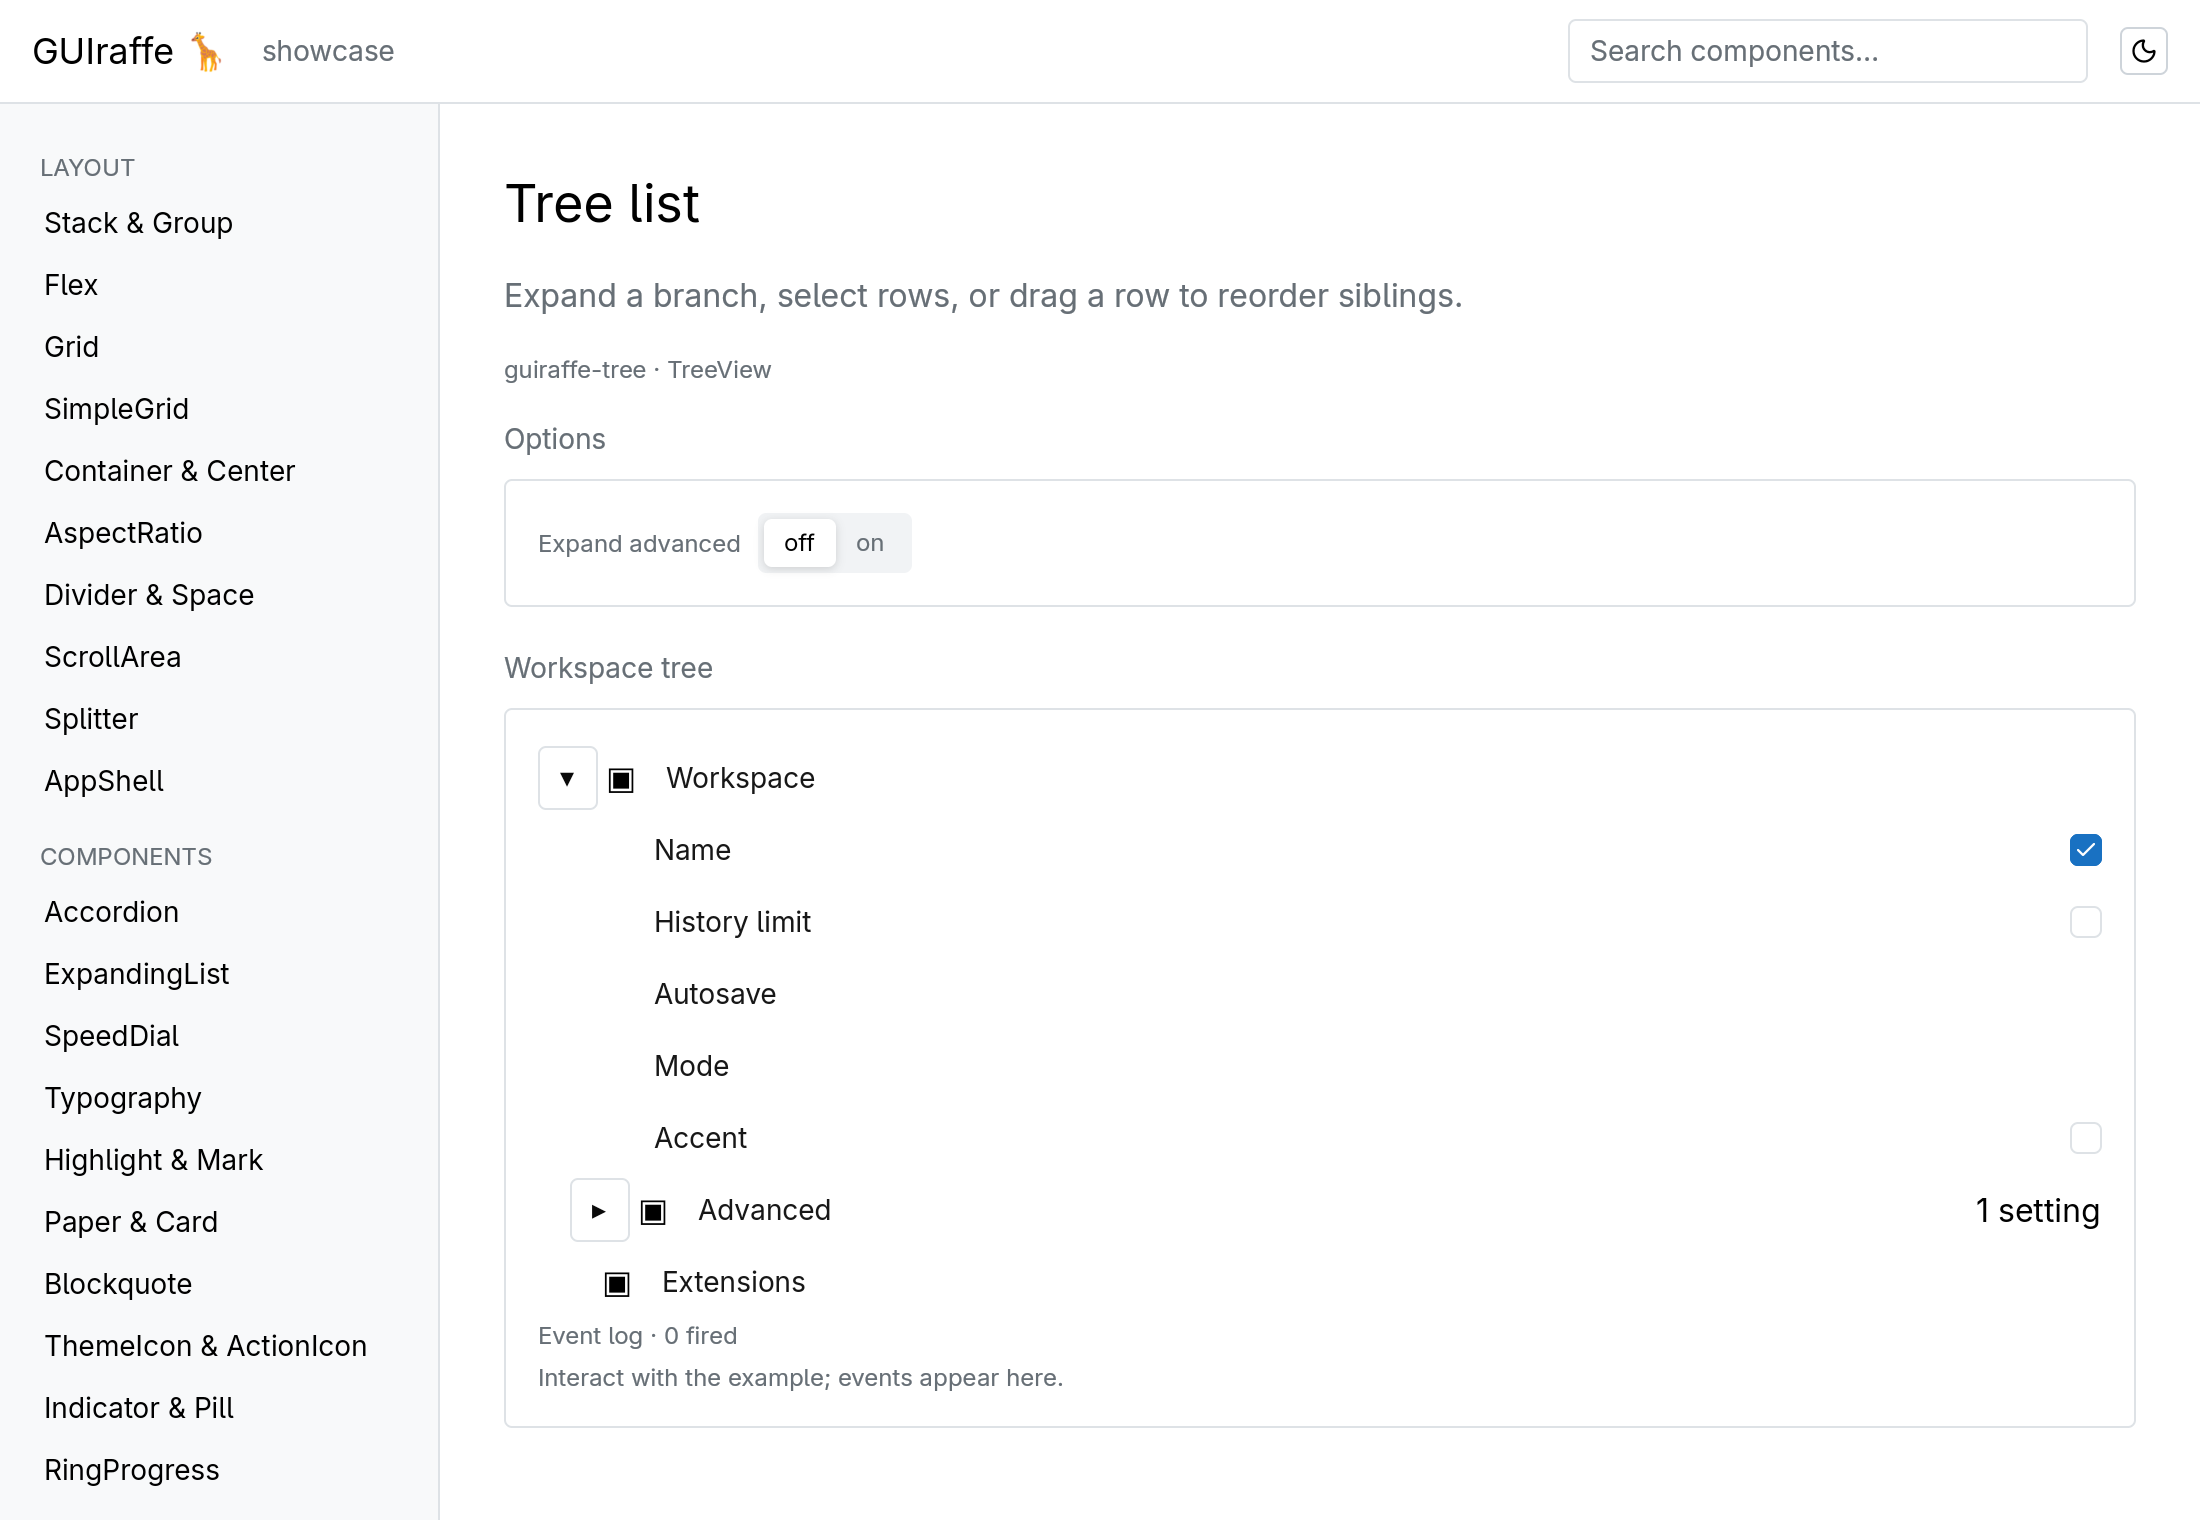 GUIraffe 🦒 showcase
Search components...
LAYOUT
Stack & Group
Flex
Grid
SimpleGrid
Container & Center
AspectRatio
Divider & Space
ScrollArea
Splitter
AppShell
COMPONENTS
Accordion
ExpandingList
SpeedDial
Typography
Highlight & Mark
Paper & Card
Blockquote
ThemeIcon & ActionIcon
Indicator & Pill
RingProgress
Tree list
Expand a branch, select rows, or drag a row to reorder siblings.
guiraffe-tree · TreeView
Options
Expand advanced off on
Workspace tree
▼ ▣ Workspace
Name
History limit
Autosave
Mode
Accent
▶ ▣ Advanced 1 setting
▣ Extensions
Event log · 0 fired
Interact with the example; events appear here.